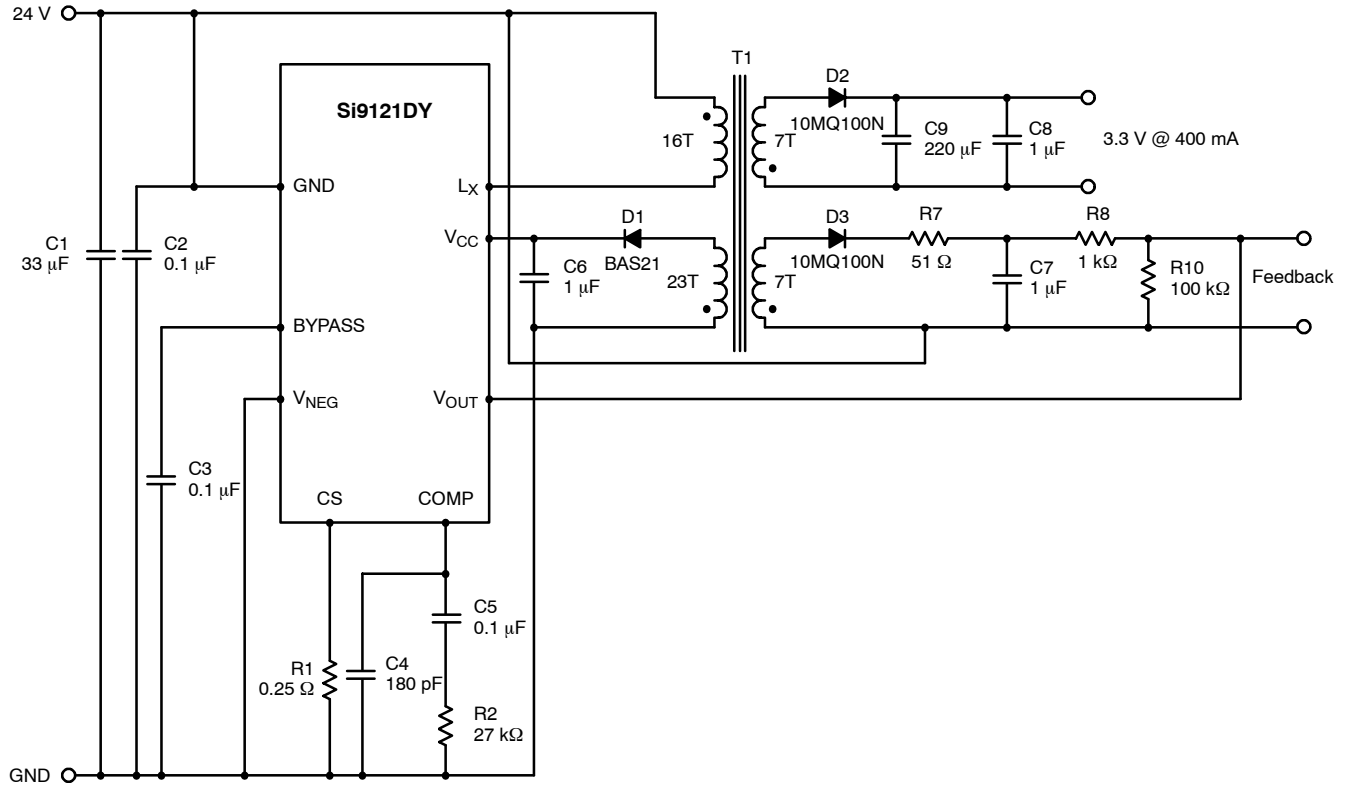 24 V
T1
D2
Si9121DY
10MQ100N
C9
220 μF
C8
1 μF
3.3 V @ 400 mA
16T
7T
GND
LX
D1
D3
R7
R8
VCC
C1
33 μF
C2
0.1 μF
C6
1 μF
BAS21
23T
7T
10MQ100N
51 Ω
C7
1 μF
1 kΩ
R10
100 kΩ
Feedback
BYPASS
VNEG
VOUT
C3
0.1 μF
CS
COMP
C5
0.1 μF
R1
0.25 Ω
C4
180 pF
R2
27 kΩ
GND